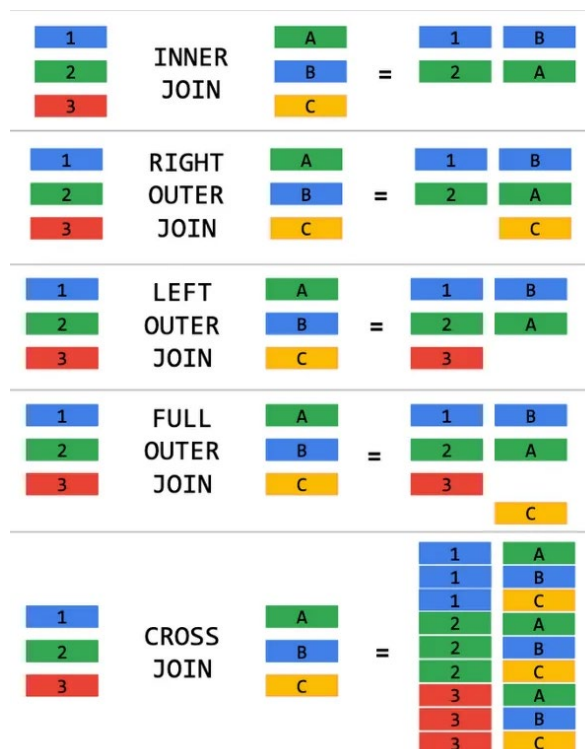 1 A 1 B
INNER
2 B = 2 A
JOIN
3 C
1 RIGHT A 1 B
2 OUTER B = 2 A
3 JOIN C C
1 LEFT A 1 B
2 OUTER B = 2 A
3 JOIN C 3
1 FULL A 1 B
2 OUTER B = 2 A
3 JOIN C 3
C
1 A
1 B
1 C
1 A 2 A
CROSS
2 B = 2 B
JOIN
2 C
3 C 3 A
3 B
3 C